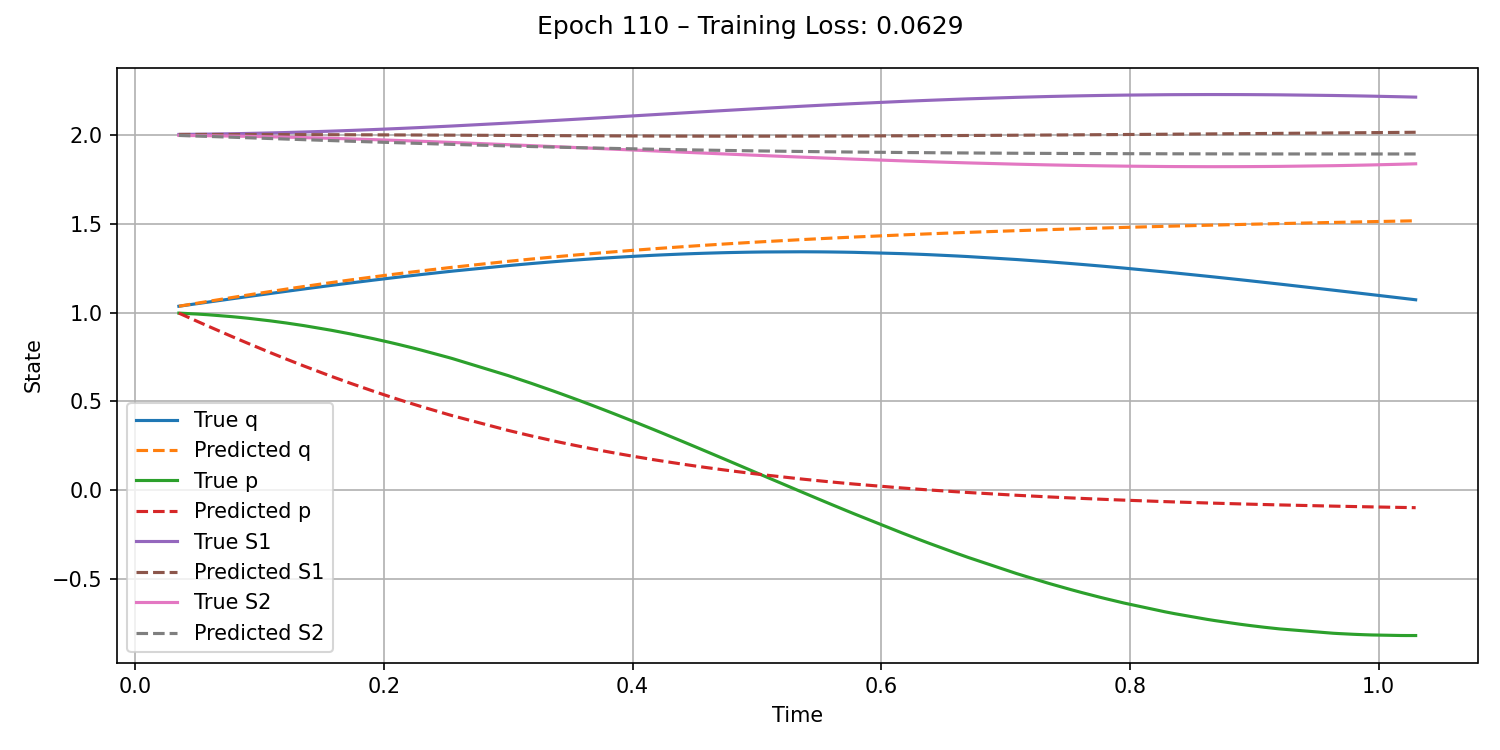 Epoch 110 – Training Loss: 0.0629
State
2.0
1.5
1.0
0.5
0.0
−0.5
True q
Predicted q
True p
Predicted p
True S1
Predicted S1
True S2
Predicted S2
0.0 0.2 0.4 0.6 0.8 1.0
Time